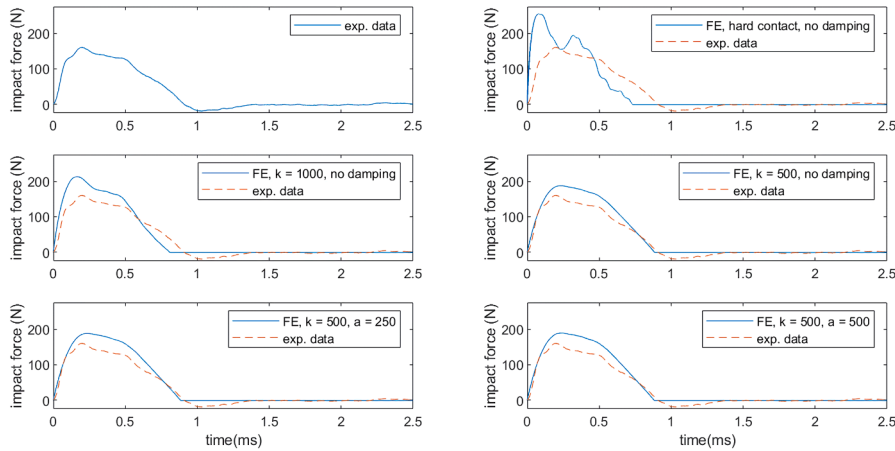 impact force (N)
200
100
0
0 0.5 1 1.5 2 2.5
exp. data
impact force (N)
200
100
0
0 0.5 1 1.5 2 2.5
FE, hard contact, no damping
exp. data
impact force (N)
200
100
0
0 0.5 1 1.5 2 2.5
FE, k = 1000, no damping
exp. data
impact force (N)
200
100
0
0 0.5 1 1.5 2 2.5
FE, k = 500, no damping
exp. data
impact force (N)
200
100
0
0 0.5 1 1.5 2 2.5
time(ms)
FE, k = 500, a = 250
exp. data
impact force (N)
200
100
0
0 0.5 1 1.5 2 2.5
time(ms)
FE, k = 500, a = 500
exp. data